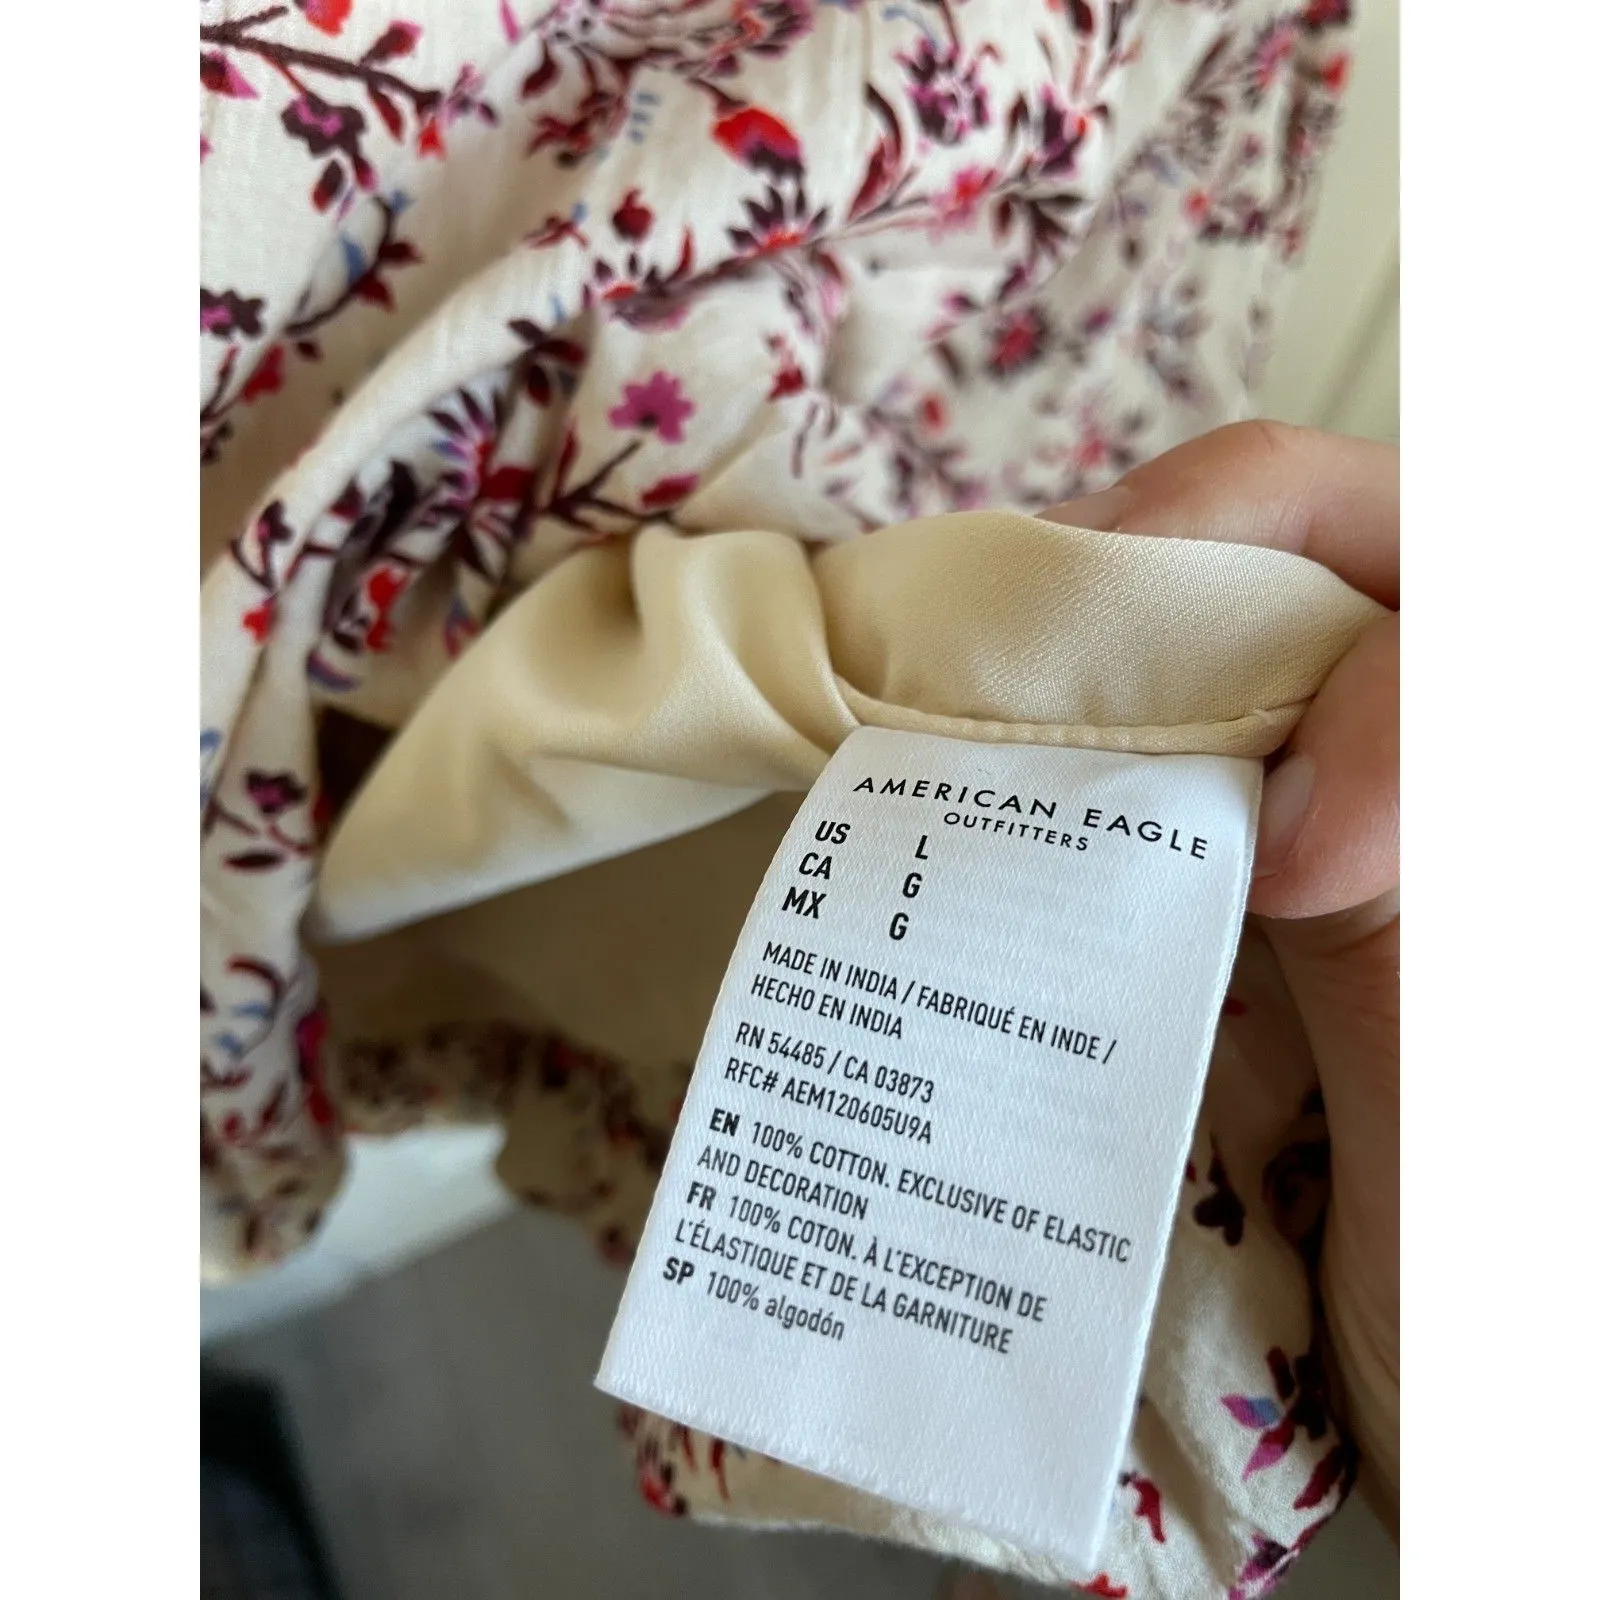 AMERICAN EAGLE
OUTFITTERS
US L
CA G
MX G
MADE IN INDIA / FABRIQUÉ EN INDE /
HECHO EN INDIA
RN 54485 / CA 03873
RFC# AEM120605U9A
EN 100% COTTON. EXCLUSIVE OF ELASTIC
AND DECORATION
FR 100% COTON. À L'EXCEPTION DE
L'ÉLASTIQUE ET DE LA GARNITURE
SP 100% algodón